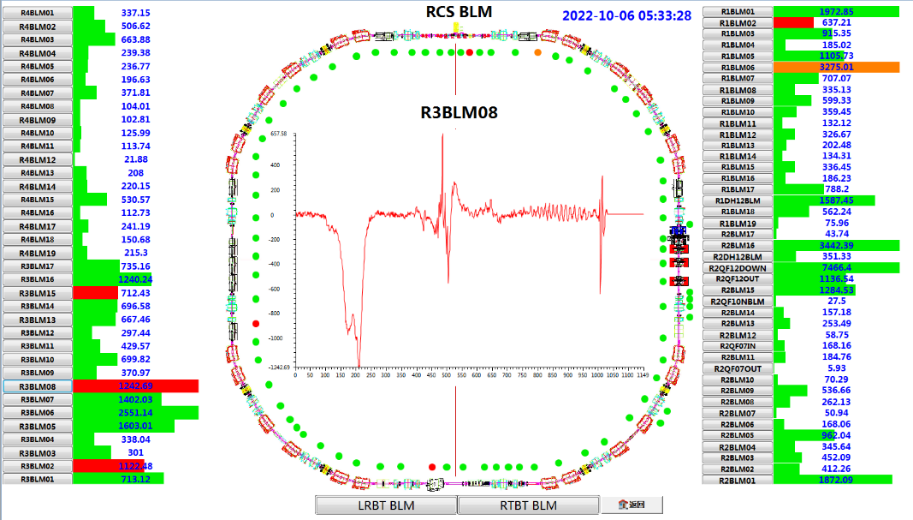 RCS BLM
2022-10-06 05:33:28
R4BLM01 337.15
R4BLM02 506.62
R4BLM03 663.88
R4BLM04 239.38
R4BLM05 236.77
R4BLM06 196.63
R4BLM07 371.81
R4BLM08 104.01
R4BLM09 102.81
R4BLM10 125.99
R4BLM11 113.74
R4BLM12 21.88
R4BLM13 208
R4BLM14 220.15
R4BLM15 530.57
R4BLM16 112.73
R4BLM17 241.19
R4BLM18 150.68
R4BLM19 215.3
R3BLM17 735.16
R3BLM16 1240.24
R3BLM15 712.43
R3BLM14 696.58
R3BLM13 667.46
R3BLM12 297.44
R3BLM11 429.57
R3BLM10 699.82
R3BLM09 370.97
R3BLM08 1242.69
R3BLM07 1402.03
R3BLM06 2551.14
R3BLM05 1603.01
R3BLM04 338.04
R3BLM03 301
R3BLM02 1122.48
R3BLM01 713.12
R3BLM08
657.58
400
200
0
-200
-400
-600
-800
-1000
-1242.69
0 50 100 150 200 250 300 350 400 450 500 550 600 650 700 750 800 850 900 950 1000 1050 1100 1149
R1BLM01 1972.85
R1BLM02 637.21
R1BLM03 915.35
R1BLM04 185.02
R1BLM05 1105.73
R1BLM06 3275.01
R1BLM07 707.07
R1BLM08 335.13
R1BLM09 599.33
R1BLM10 359.45
R1BLM11 132.12
R1BLM12 326.67
R1BLM13 202.48
R1BLM14 134.31
R1BLM15 336.45
R1BLM16 186.23
R1BLM17 788.2
R1DH12BLM 1587.45
R1BLM18 562.24
R1BLM19 75.96
R2BLM17 43.74
R2BLM16 3442.39
R2DH12BLM 351.33
R2QF12DOWN 7466.4
R2QF12OUT 1136.54
R2BLM15 1284.53
R2QF10NBLM 27.5
R2BLM14 157.18
R2BLM13 253.49
R2BLM12 58.75
R2QF07IN 168.16
R2BLM11 184.76
R2QF07OUT 5.93
R2BLM10 70.29
R2BLM09 536.66
R2BLM08 262.13
R2BLM07 50.94
R2BLM06 168.06
R2BLM05 962.04
R2BLM04 345.64
R2BLM03 452.09
R2BLM02 412.26
R2BLM01 1872.09
LRBT BLM
RTBT BLM
返回